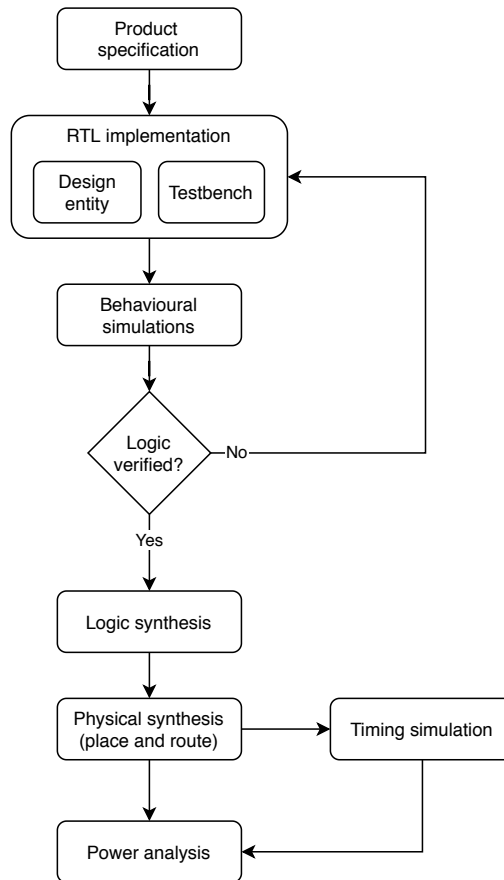 Product
specification
RTL implementation
Design
entity
Testbench
Behavioural
simulations
Logic
verified?
No
Yes
Logic synthesis
Physical synthesis
(place and route)
Timing simulation
Power analysis